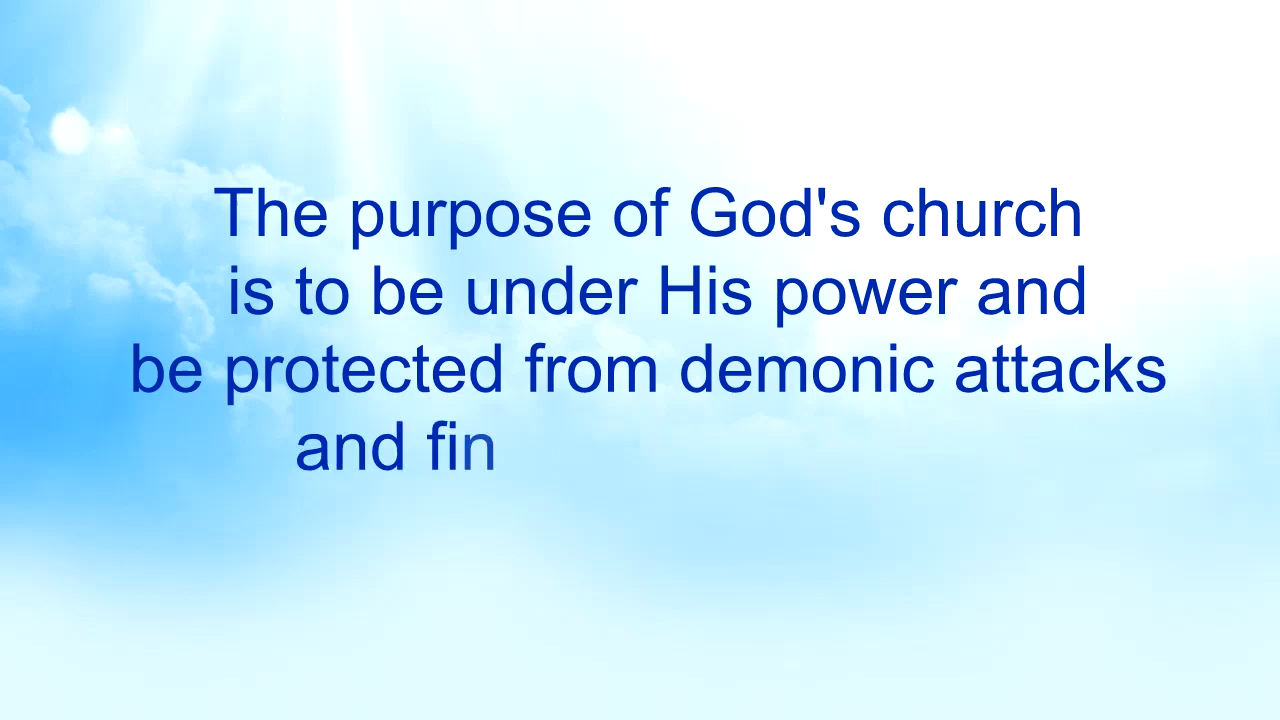 The purpose of God's church
is to be under His power and
be protected from demonic attacks
and fin